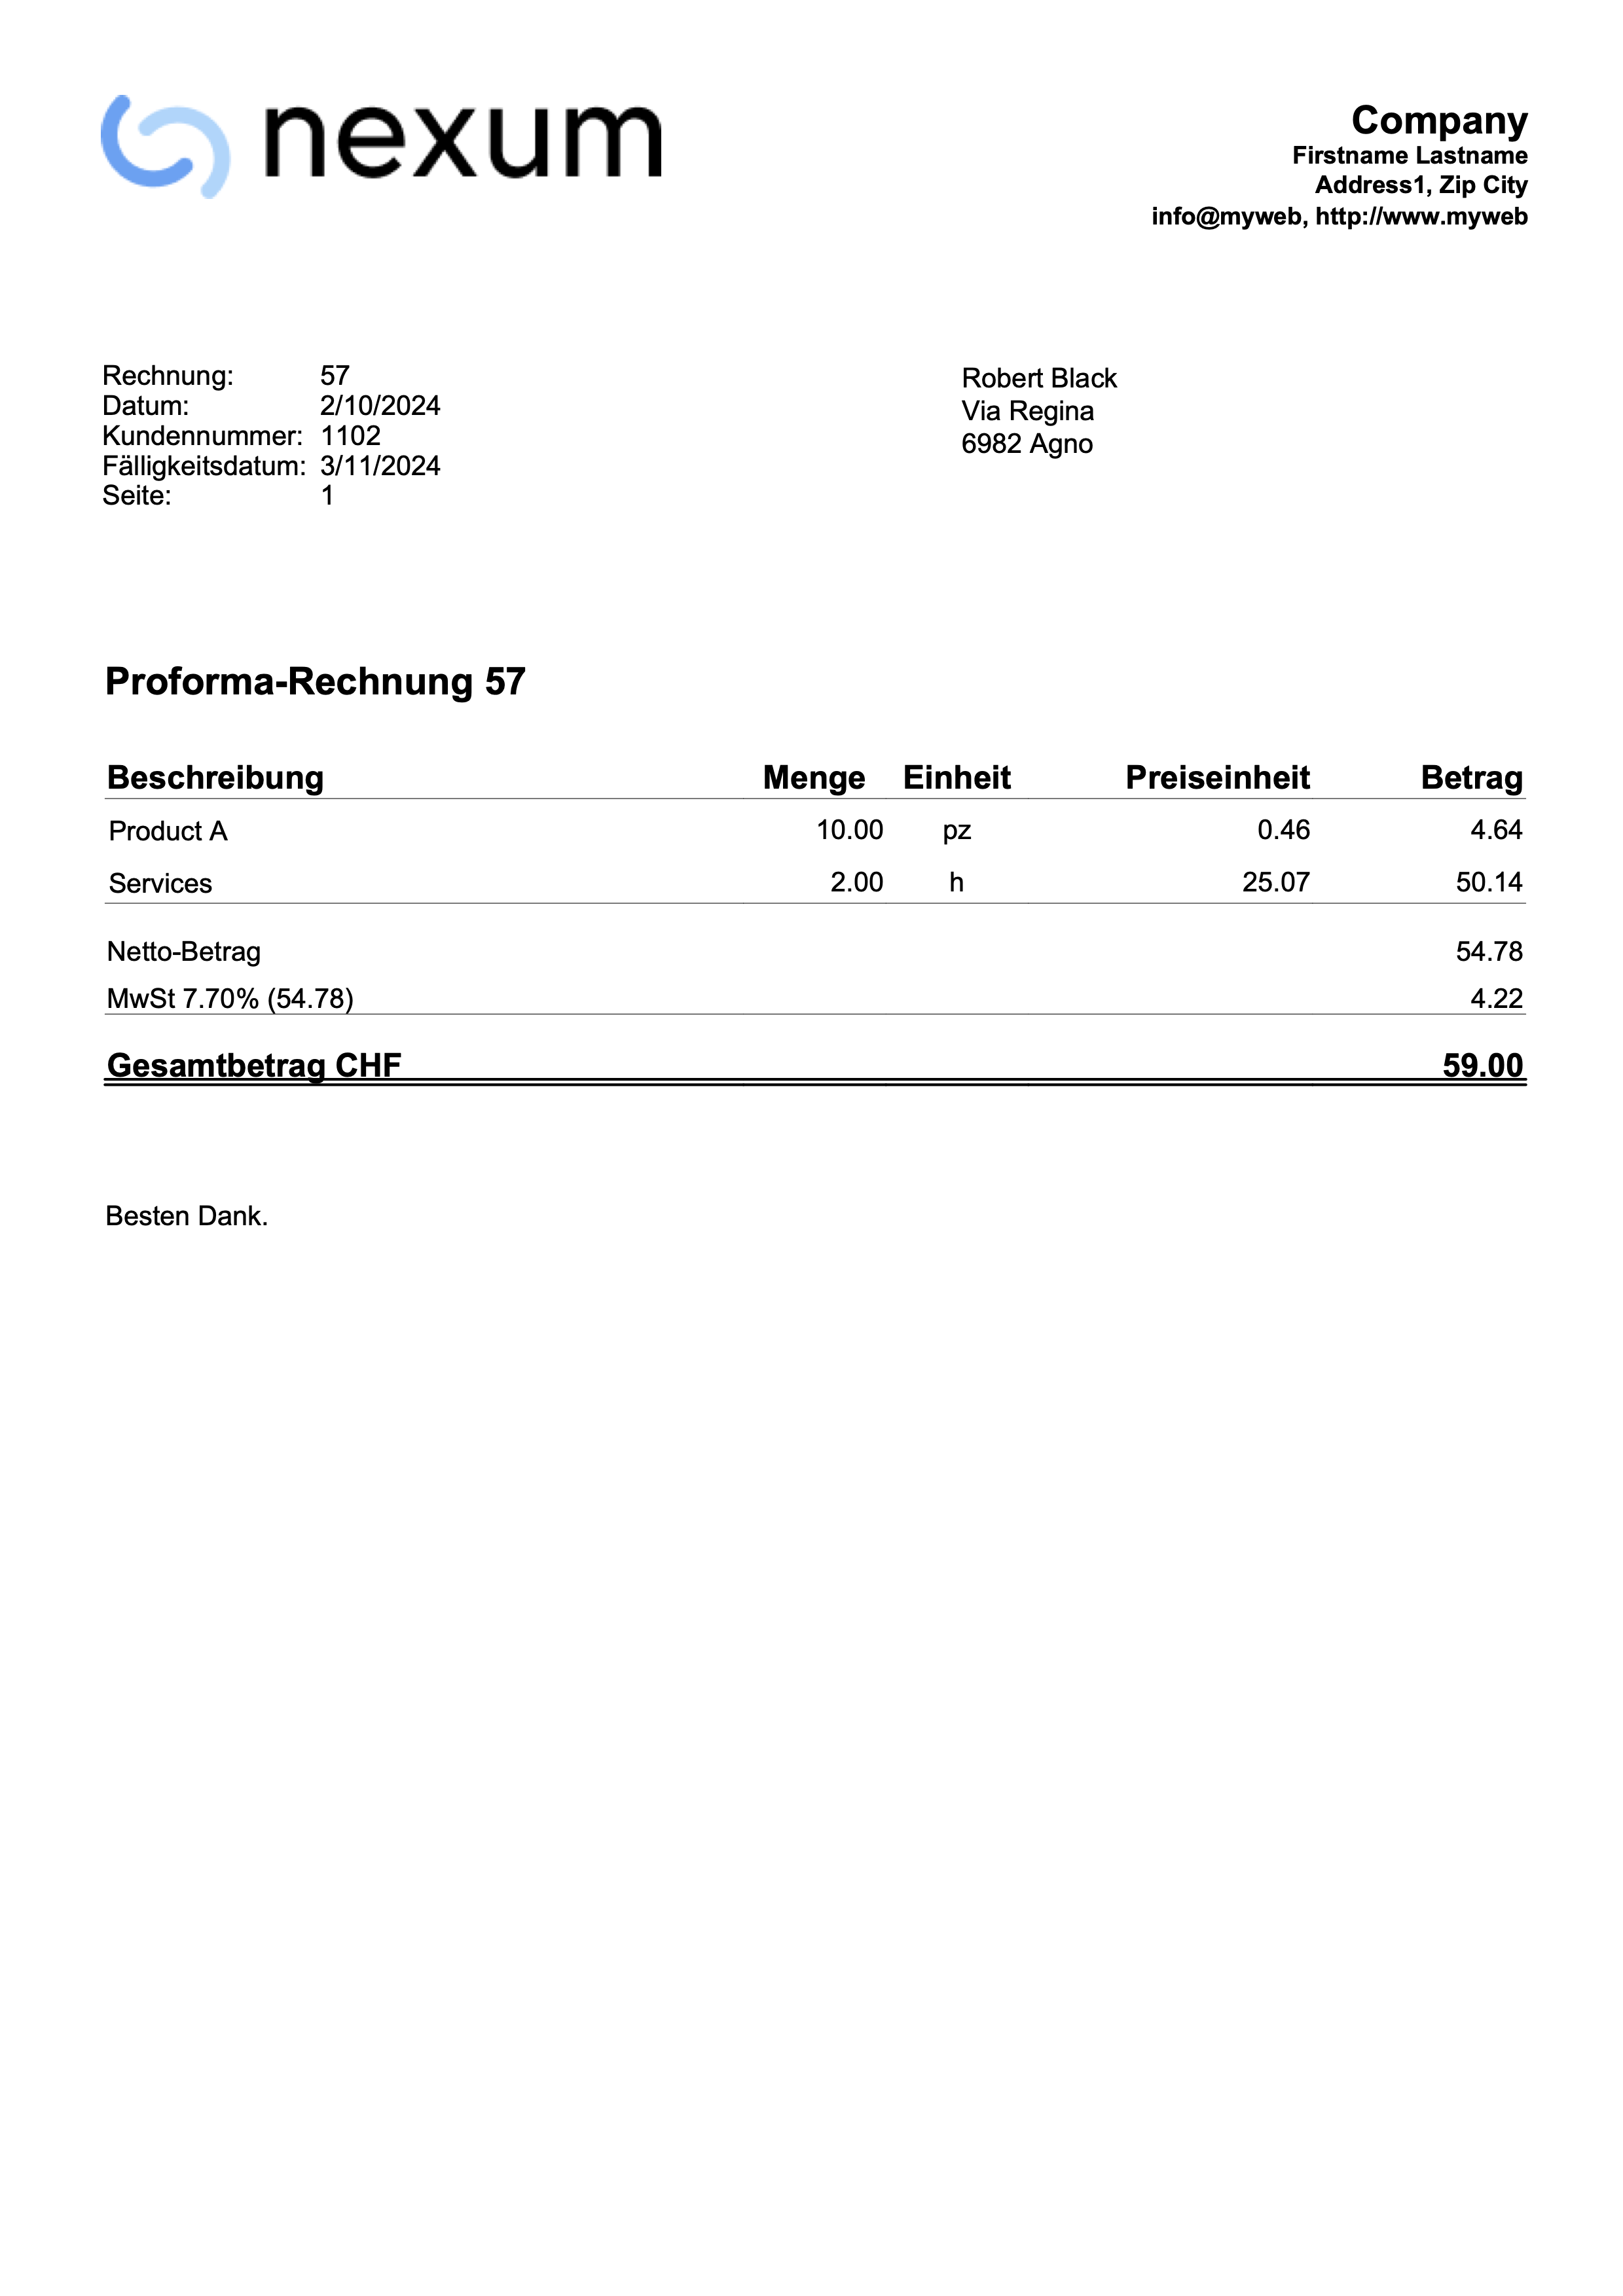 nexum
Company
Firstname Lastname
Address1, Zip City
info@myweb, http://www.myweb
Rechnung: 57
Datum: 2/10/2024
Kundennummer: 1102
Fälligkeitsdatum: 3/11/2024
Seite: 1
Robert Black
Via Regina
6982 Agno
Proforma-Rechnung 57
Beschreibung Menge Einheit Preiseinheit Betrag
Product A 10.00 pz 0.46 4.64
Services 2.00 h 25.07 50.14
Netto-Betrag 54.78
MwSt 7.70% (54.78) 4.22
Gesamtbetrag CHF 59.00
Besten Dank.